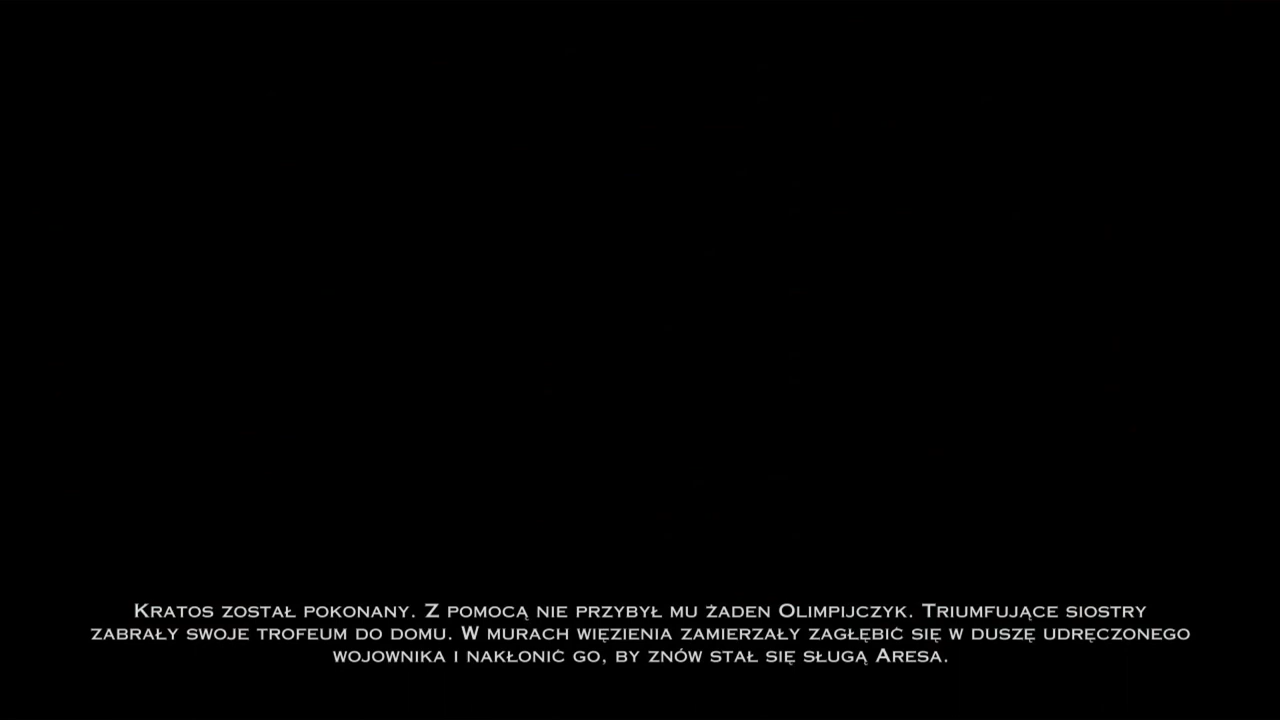 Kratos został pokonany. Z pomocą nie przybył mu żaden Olimpijczyk. Triumfujące siostry
zabrały swoje trofeum do domu. W murach więzienia zamierzały zagłębić się w duszę udręczonego
wojownika i nakłonić go, by znów stał się sługą Aresa.